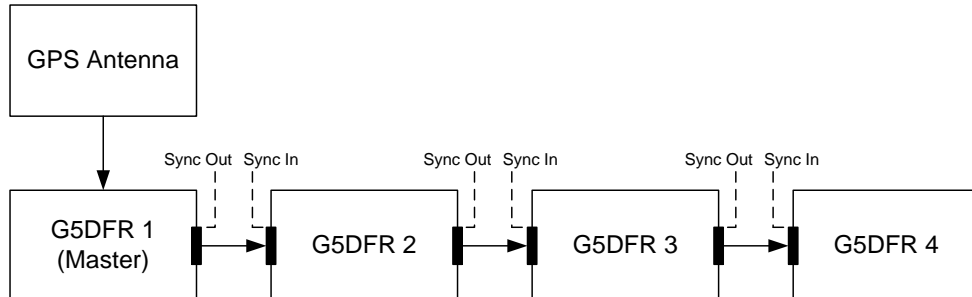 GPS Antenna
Sync Out
Sync In
Sync Out
Sync In
Sync Out
Sync In
G5DFR 1
(Master)
G5DFR 2
G5DFR 3
G5DFR 4